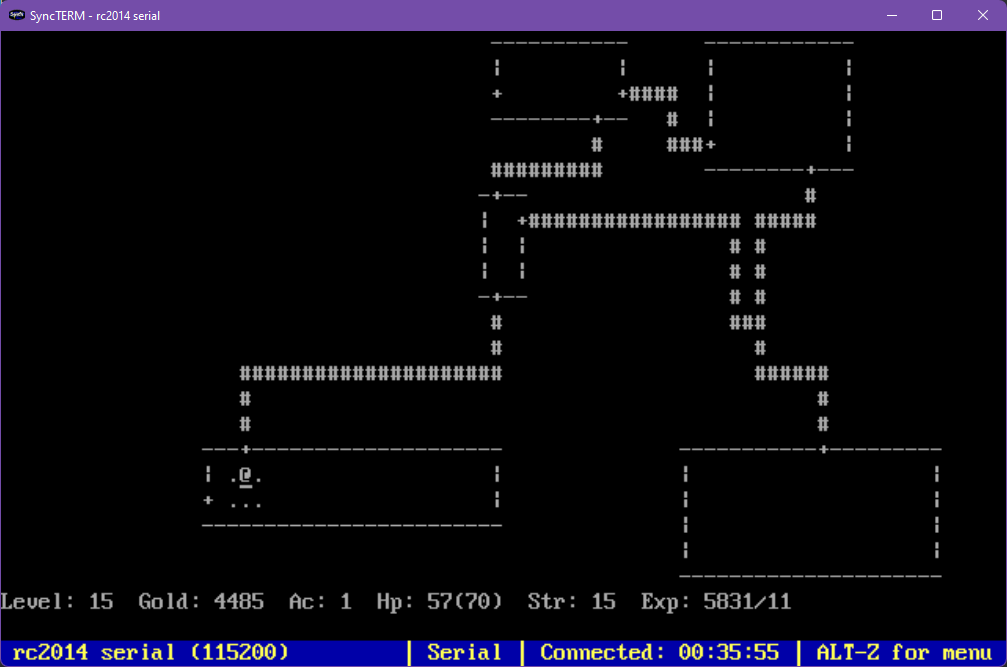 SyncTERM - rc2014 serial
                                       -----------     ------------
                                       ¦         ¦      ¦          ¦
                                       +         +####  ¦          ¦
                                       --------+--   #  ¦          ¦
                                               #     ###+          ¦
                                       #########        --------+---
                                      -+--                      #
                                      ¦  +################# #####
                                      ¦  ¦                # #
                                      ¦  ¦                # #
                                      -+--                # #
                                       #                  ###
                                       #                    #
                   #####################                    ######
                   #                                             #
                   #                                             #
                ---+--------------------              -----------+---------
                ¦ .@.                  ¦              ¦                   ¦
                + ...                  ¦              ¦                   ¦
                ------------------------              ¦                   ¦
                                                      ¦                   ¦
                                                      ---------------------
Level: 15  Gold: 4485  Ac: 1  Hp: 57(70)  Str: 15  Exp: 5831/11
rc2014 serial (115200) | Serial | Connected: 00:35:55 | ALT-Z for menu